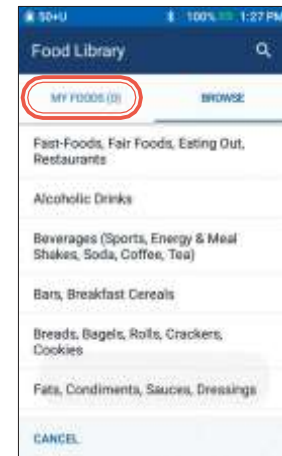 50+U 100% 1:27 PM
Food Library
MY FOODS (0) BROWSE
Fast-Foods, Fair Foods, Eating Out,
Restaurants
Alcoholic Drinks
Beverages (Sports, Energy & Meal
Shakes, Soda, Coffee, Tea)
Bars, Breakfast Cereals
Breads, Bagels, Rolls, Crackers,
Cookies
Fats, Condiments, Sauces, Dressings
CANCEL